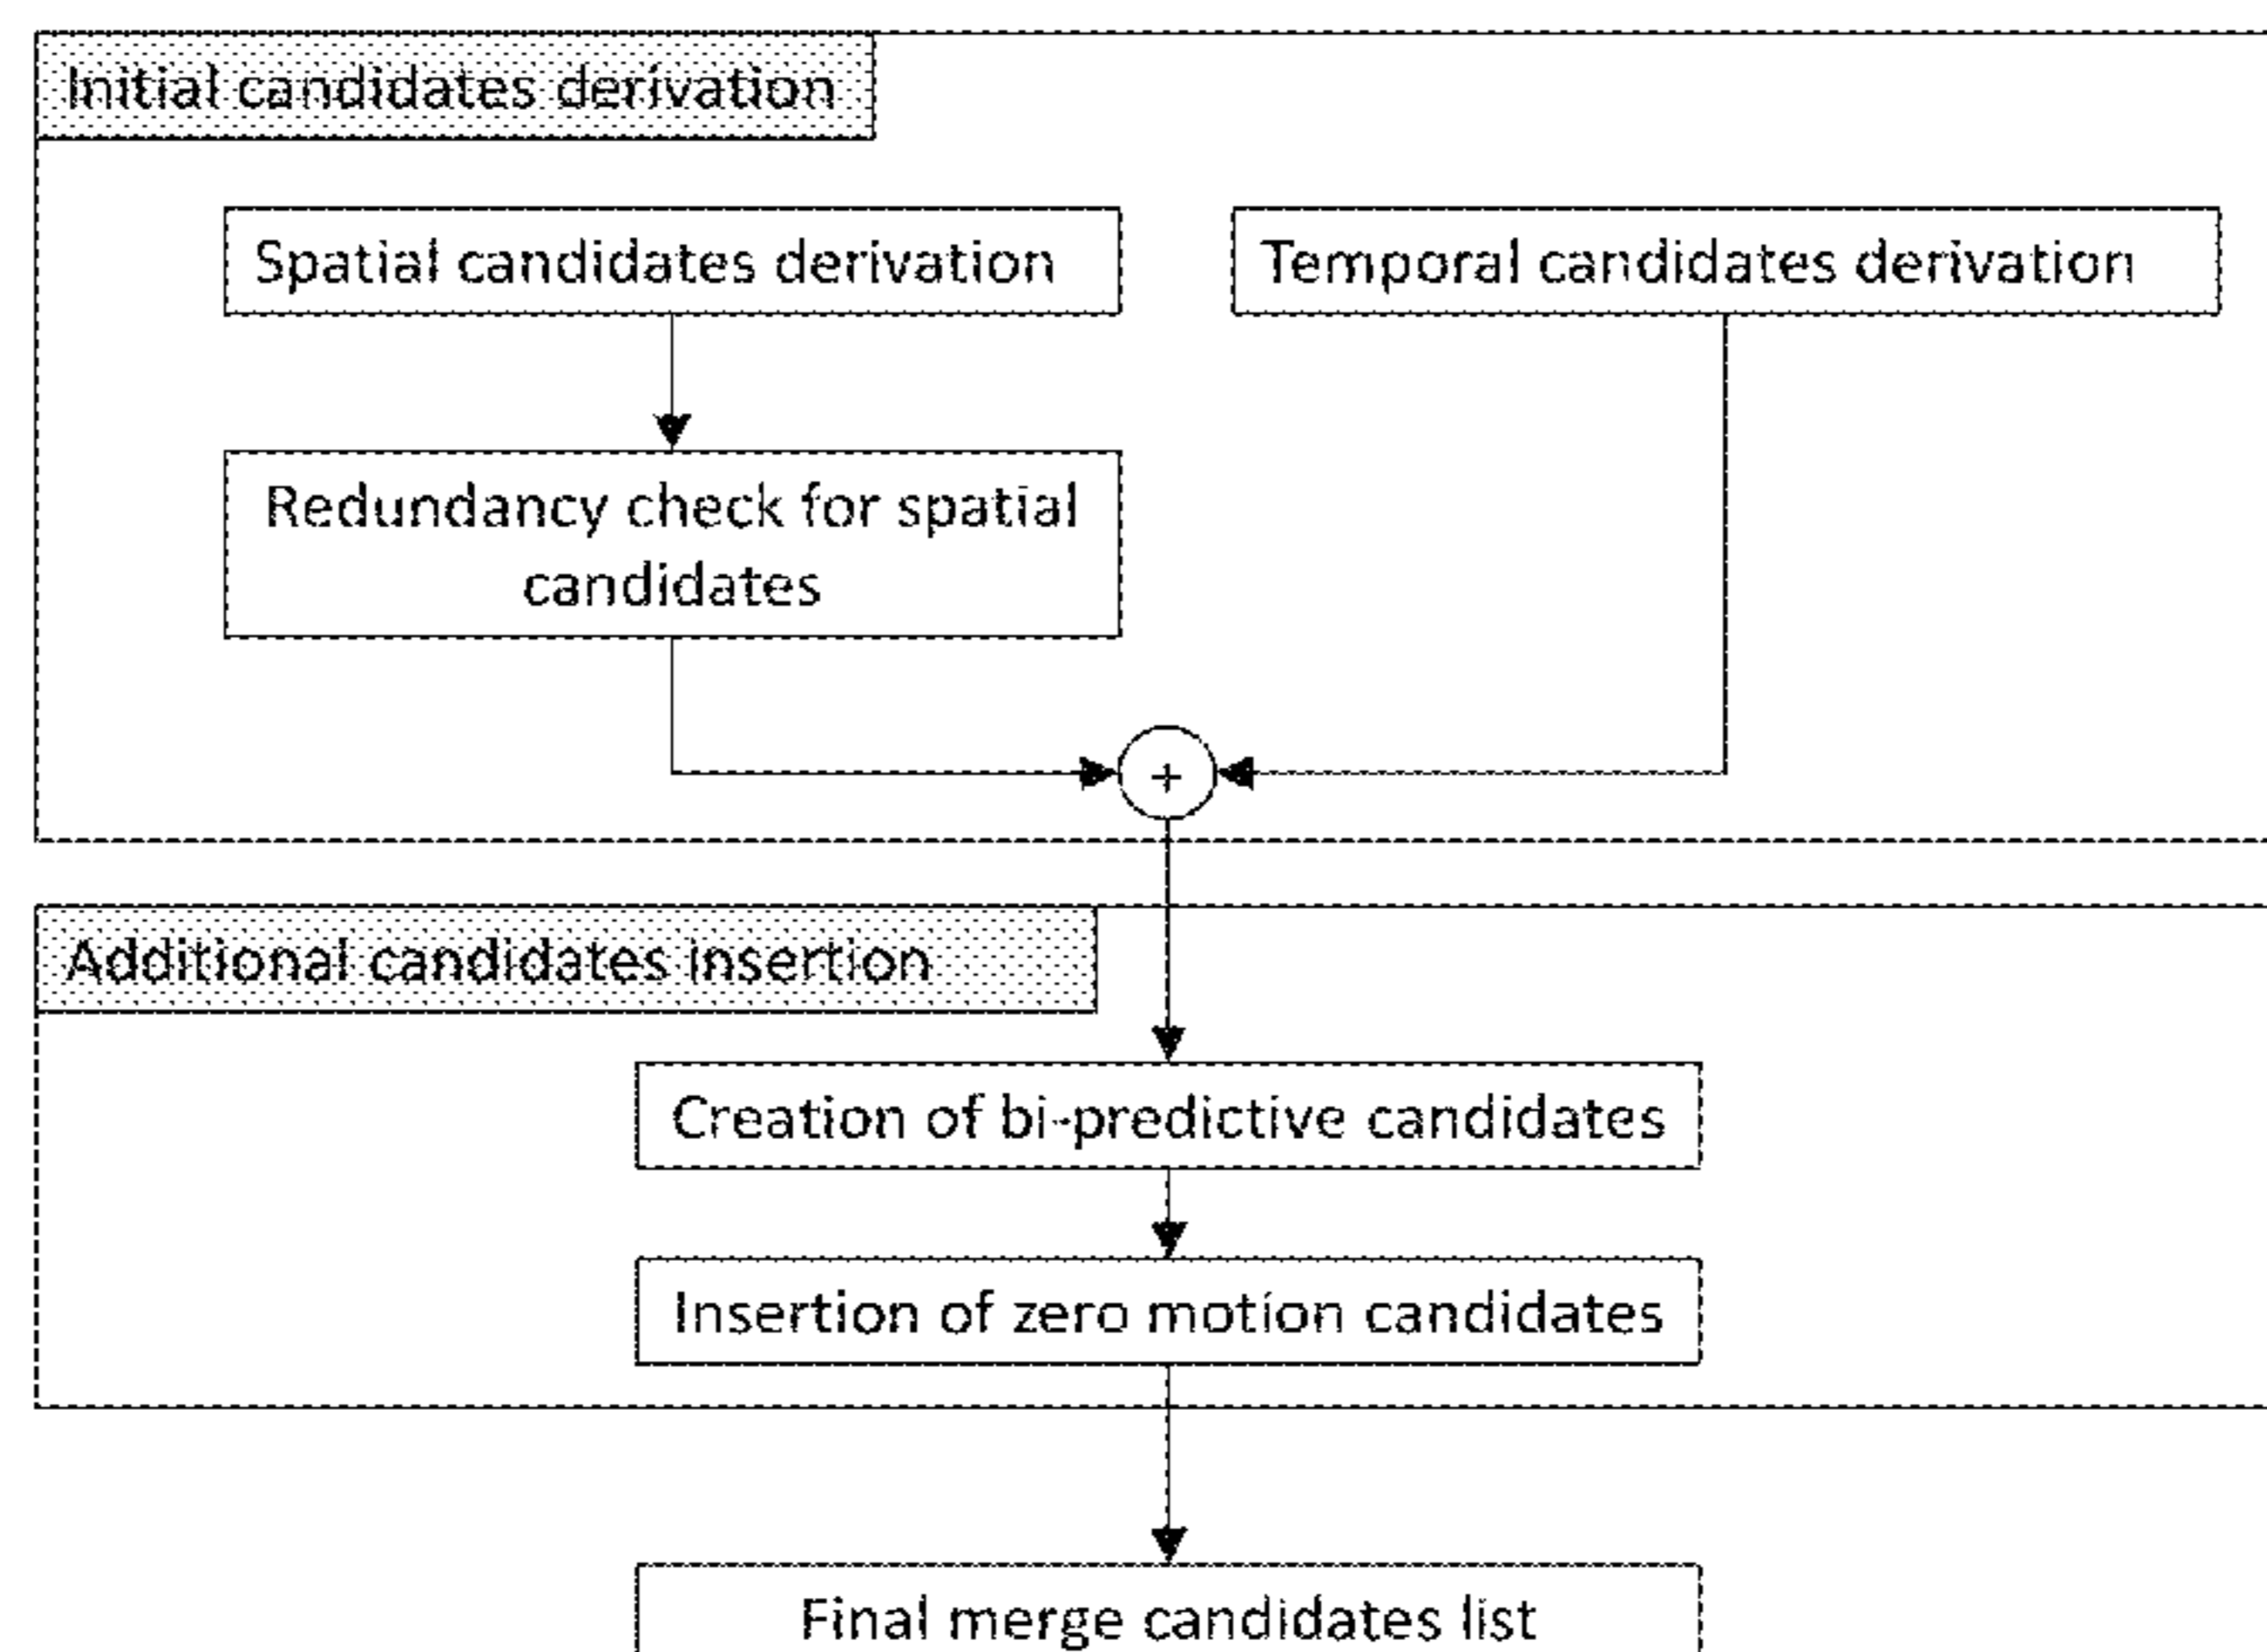 Initial candidates derivation
Spatial candidates derivation
Temporal candidates derivation
Redundancy check for spatial
candidates
+
Additional candidates insertion
Creation of bi-predictive candidates
Insertion of zero motion candidates
Final merge candidates list